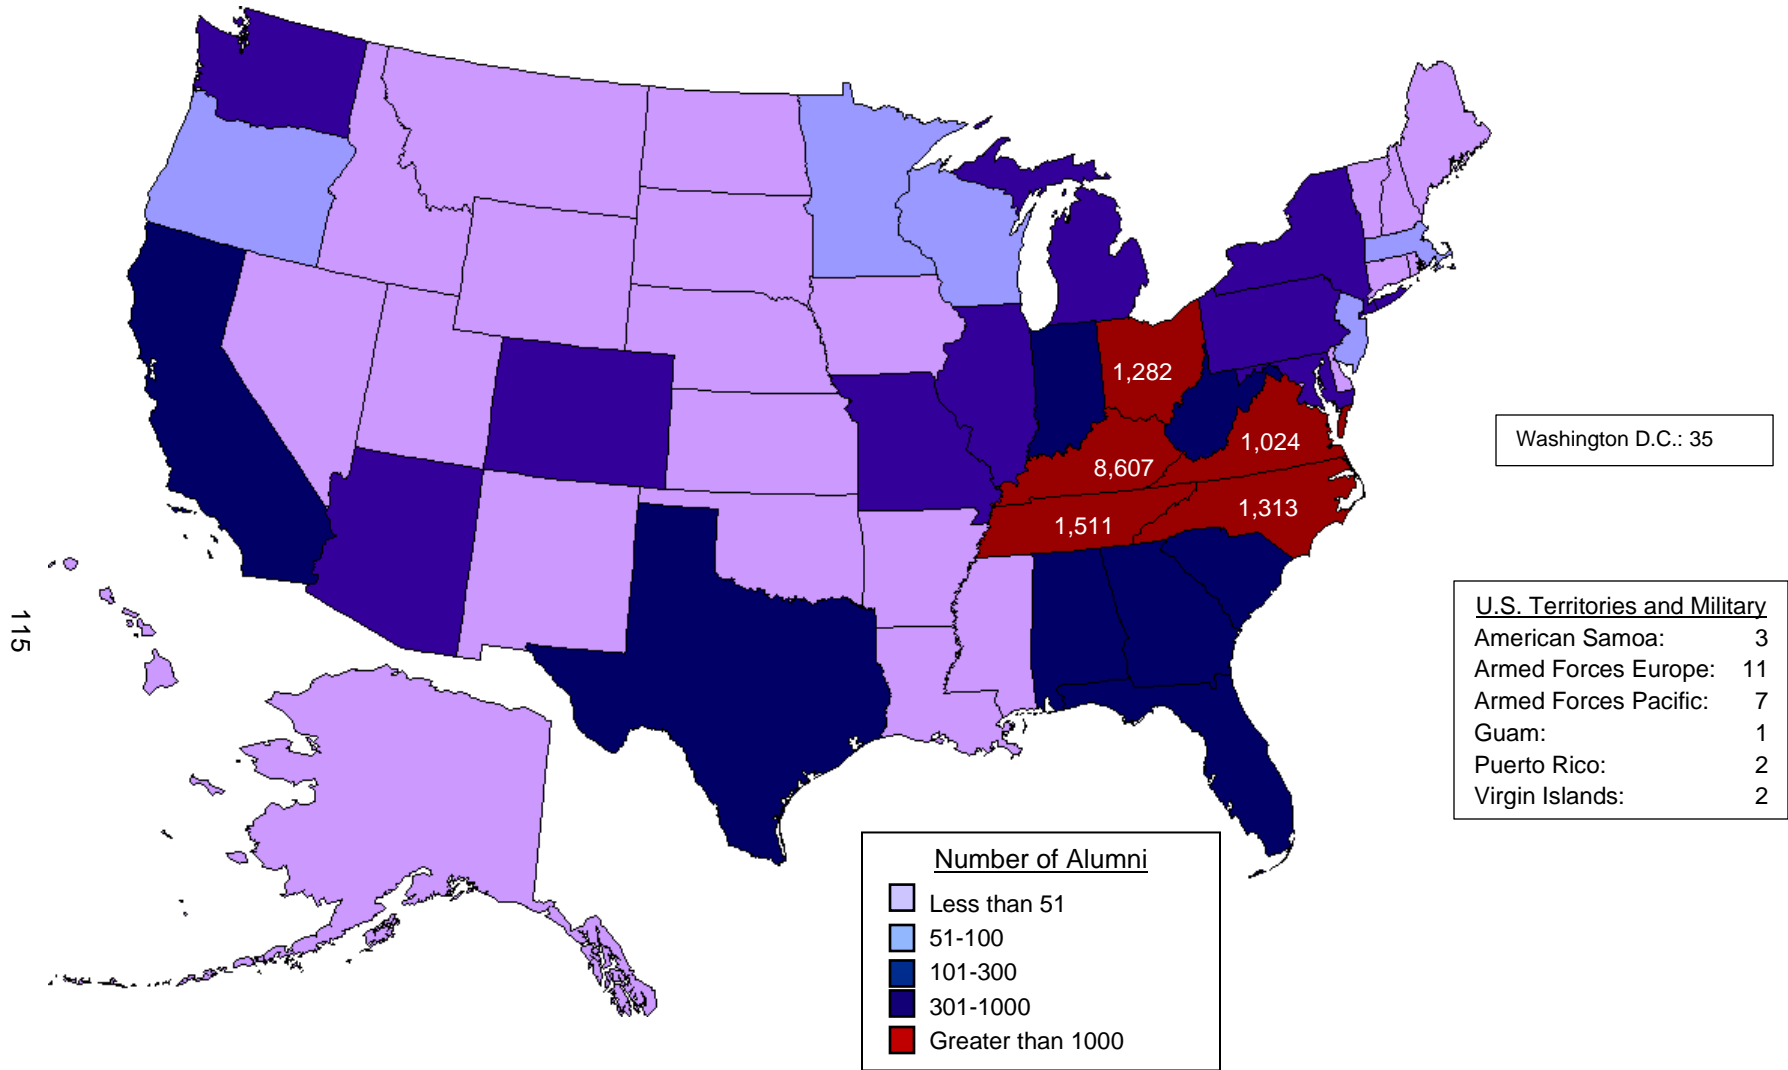 1,282
1,024
8,607
1,313
1,511
Washington D.C.: 35
U.S. Territories and Military
American Samoa: 3
Armed Forces Europe: 11
Armed Forces Pacific: 7
Guam: 1
Puerto Rico: 2
Virgin Islands: 2
Number of Alumni
Less than 51
51-100
101-300
301-1000
Greater than 1000
115